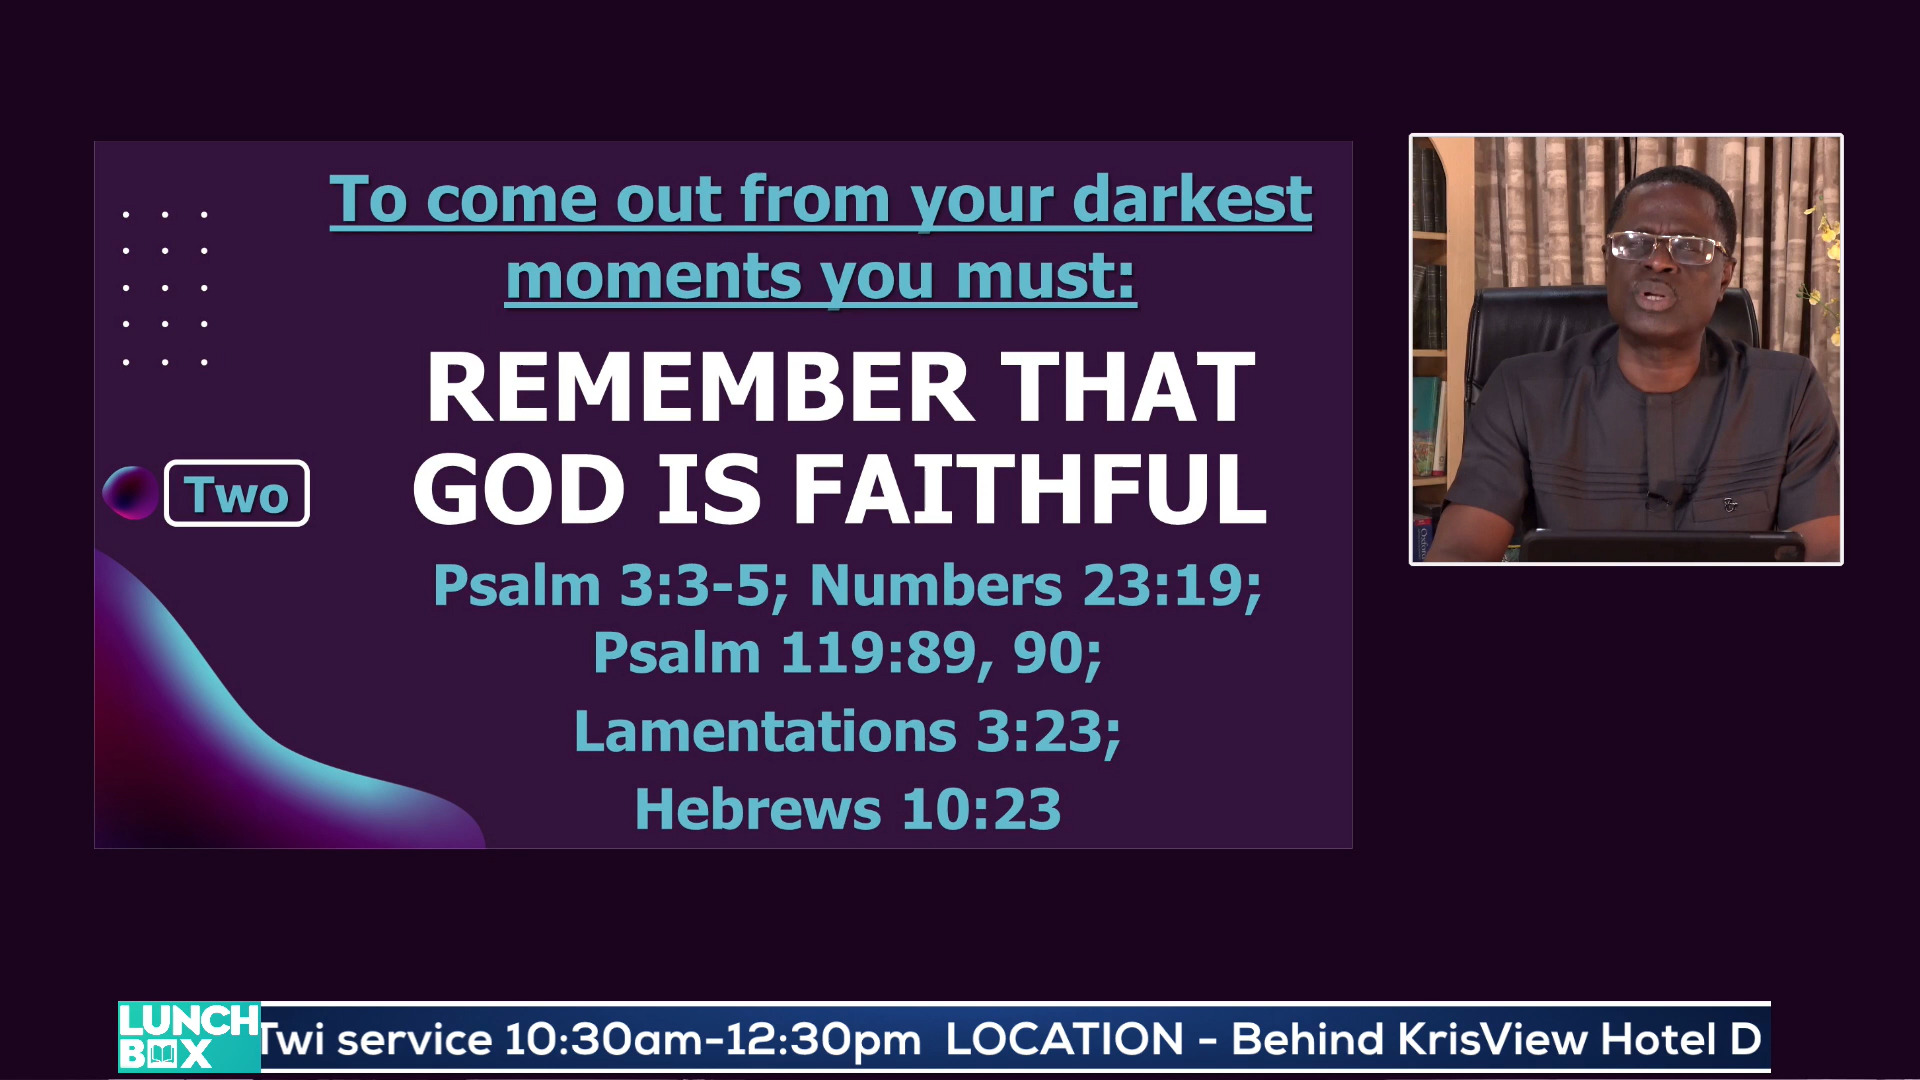 To come out from your darkest
moments you must:
REMEMBER THAT
GOD IS FAITHFUL
Two
Psalm 3:3-5; Numbers 23:19;
Psalm 119:89, 90;
Lamentations 3:23;
Hebrews 10:23
Oxford
LUNCH
BOX
Twi service 10:30am-12:30pm LOCATION - Behind KrisView Hotel D